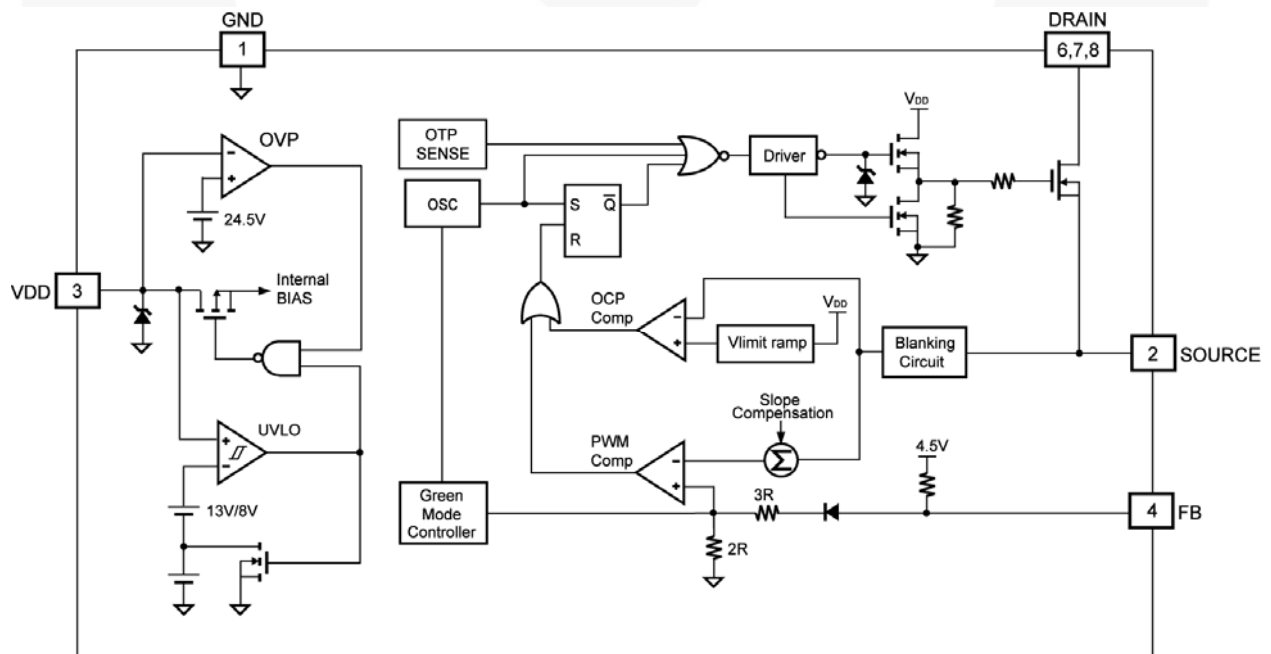 GND
1
DRAIN
6,7,8
OVP
-
+
24.5V
OTP
SENSE
OSC
S
Q
R
Driver
VDD
VDD
3
Internal
BIAS
OCP
Comp
-
+
VDD
Vlimit ramp
Blanking
Circuit
2
SOURCE
UVLO
+
-
13V/8V
Slope
Compensation
Σ
PWM
Comp
-
+
4.5V
Green
Mode
Controller
3R
2R
4
FB